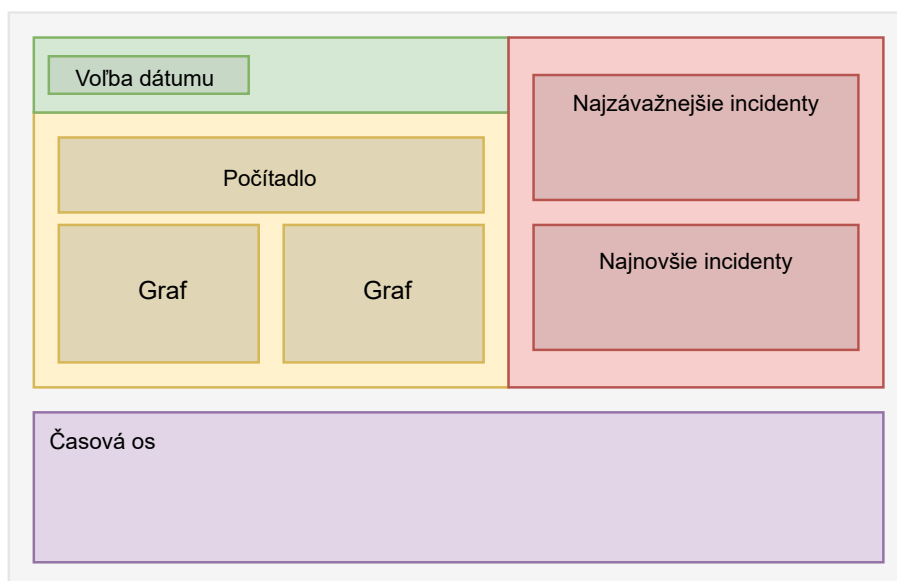 Voľba dátumu
Najzávažnejšie incidenty
Počítadlo
Najnovšie incidenty
Graf
Graf
Časová os